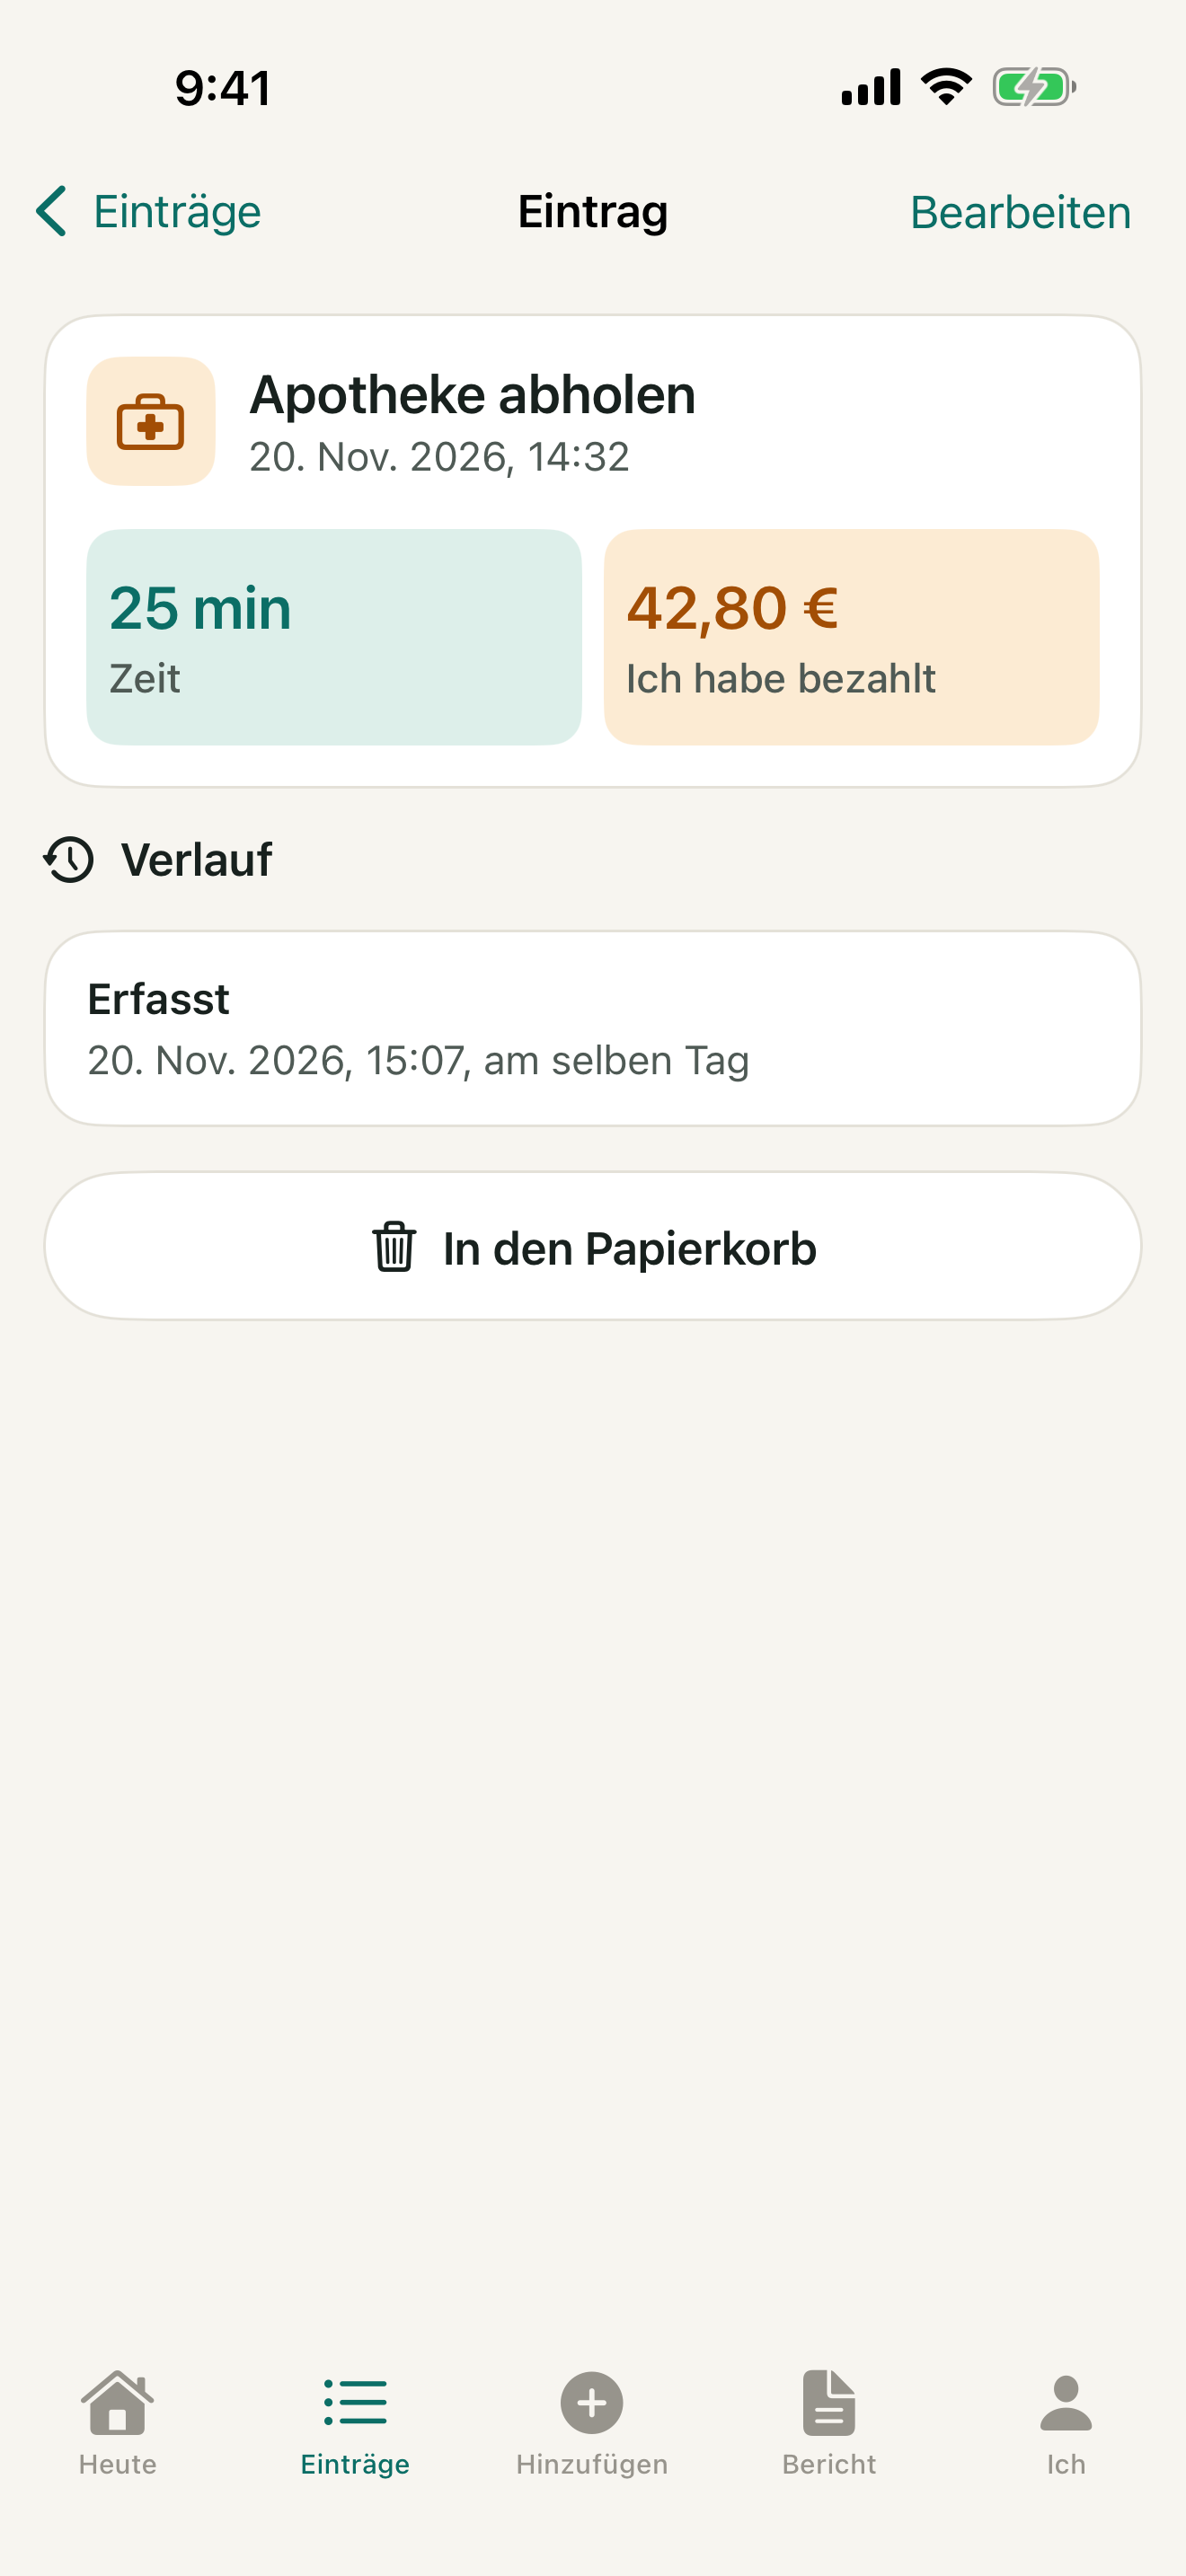 9:41
Einträge
Eintrag
Bearbeiten
Apotheke abholen
20. Nov. 2026, 14:32
25 min
Zeit
42,80 €
Ich habe bezahlt
Verlauf
Erfasst
20. Nov. 2026, 15:07, am selben Tag
In den Papierkorb
Heute
Einträge
Hinzufügen
Bericht
Ich